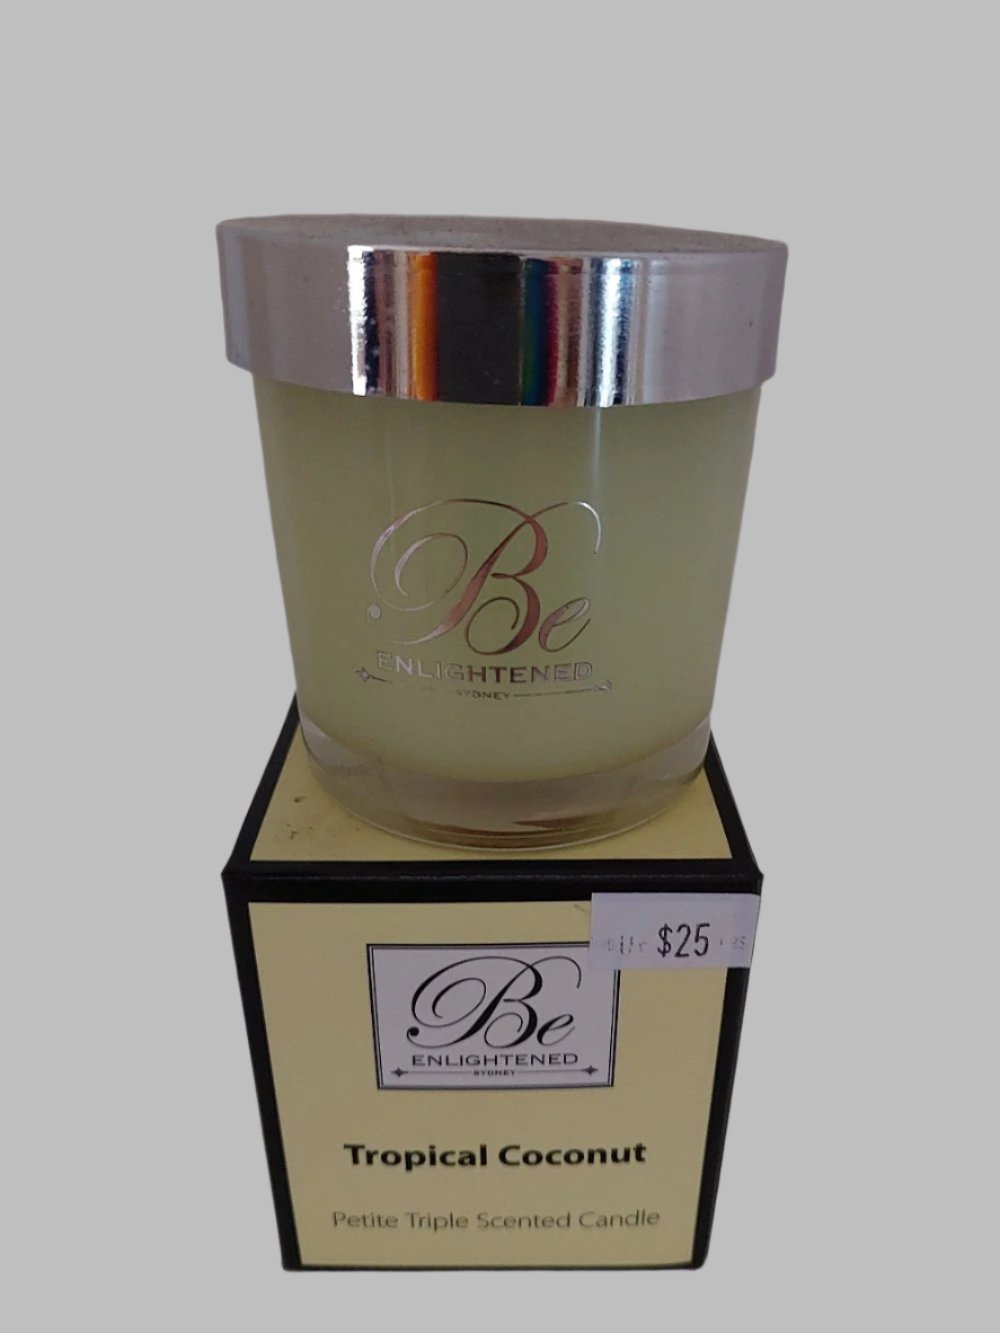 Be
ENLIGHTENED
SYDNEY
$25
Be
ENLIGHTENED
SYDNEY
Tropical Coconut
Petite Triple Scented Candle